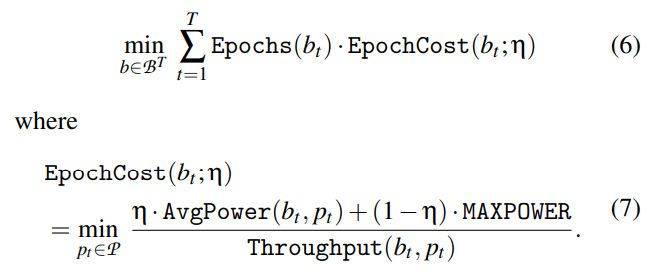 min b∈𝓑^T ∑_{t=1}^{T} Epochs(b_t) · EpochCost(b_t; η) (6)
where
EpochCost(b_t; η)
= min p_t∈𝓟 (η · AvgPower(b_t, p_t) + (1 − η) · MAXPOWER) / Throughput(b_t, p_t) . (7)